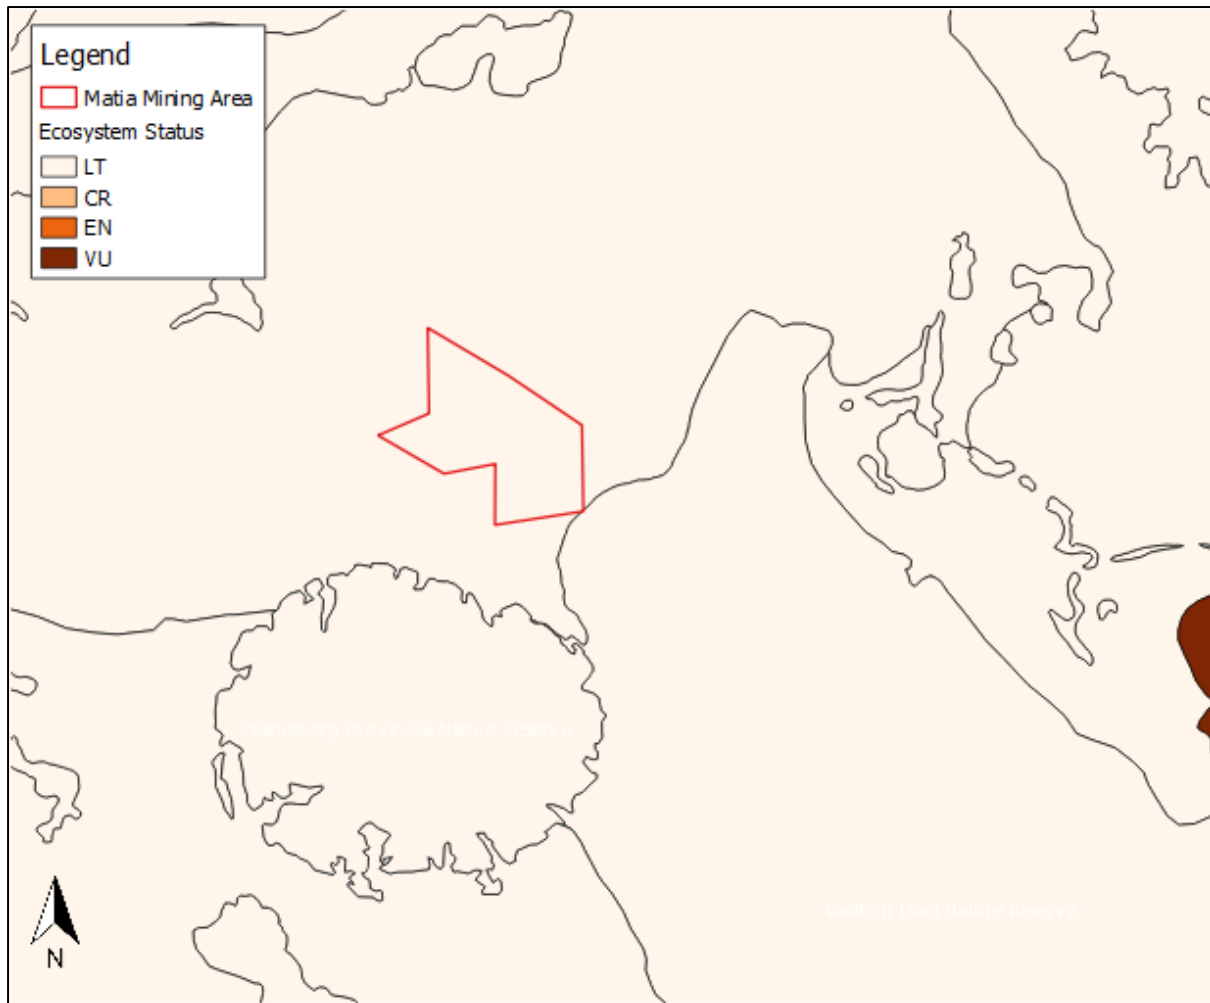 Legend
Matia Mining Area
Ecosystem Status
LT
CR
EN
VU
Pilanesberg Provincial Nature Reserve
Vaalkop-Dam Nature Reserve
N